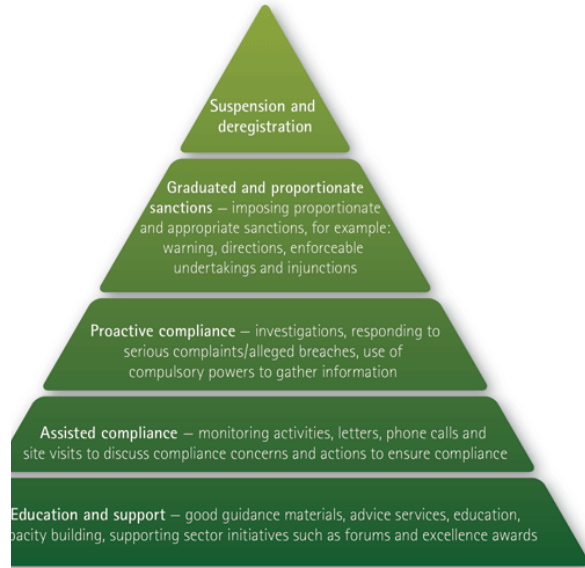 Suspension and
deregistration
Graduated and proportionate
sanctions – imposing proportionate
and appropriate sanctions, for example:
warning, directions, enforceable
undertakings and injunctions
Proactive compliance – investigations, responding to
serious complaints/alleged breaches, use of
compulsory powers to gather information
Assisted compliance – monitoring activities, letters, phone calls and
site visits to discuss compliance concerns and actions to ensure compliance
Education and support – good guidance materials, advice services, education,
pacity building, supporting sector initiatives such as forums and excellence awards